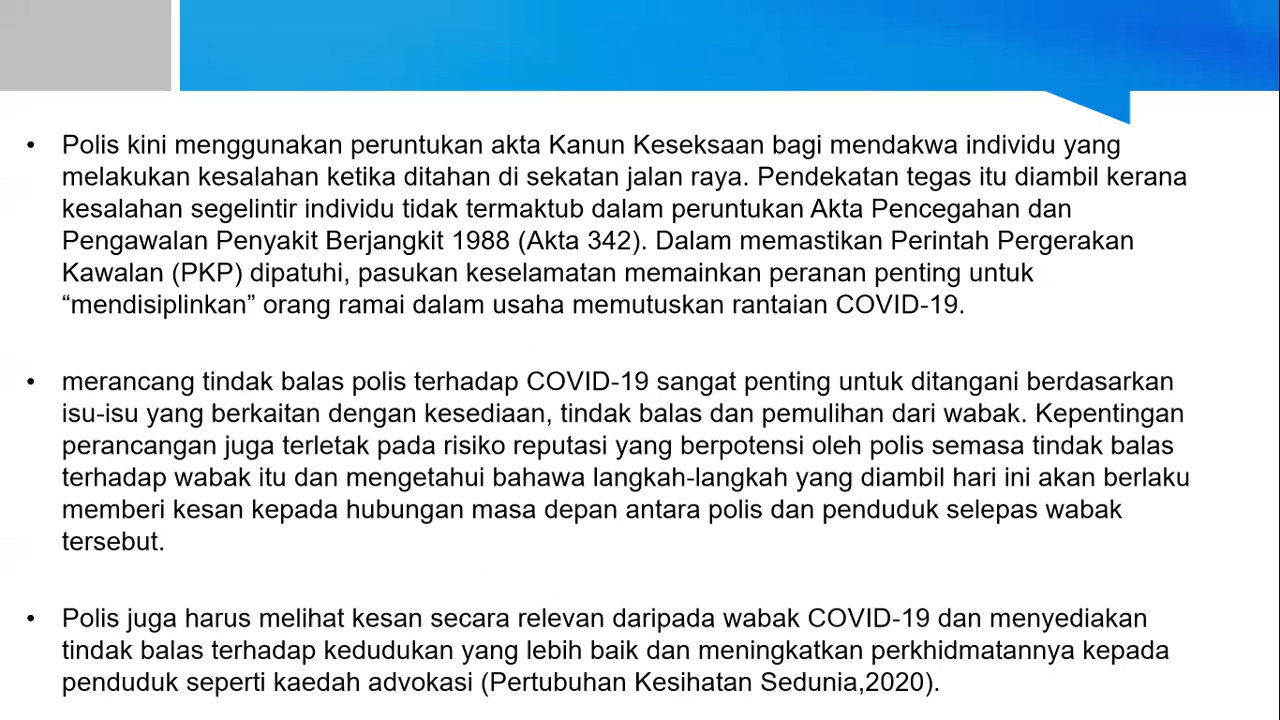 • Polis kini menggunakan peruntukan akta Kanun Keseksaan bagi mendakwa individu yang
melakukan kesalahan ketika ditahan di sekatan jalan raya. Pendekatan tegas itu diambil kerana
kesalahan segelintir individu tidak termaktub dalam peruntukan Akta Pencegahan dan
Pengawalan Penyakit Berjangkit 1988 (Akta 342). Dalam memastikan Perintah Pergerakan
Kawalan (PKP) dipatuhi, pasukan keselamatan memainkan peranan penting untuk
“mendisiplinkan” orang ramai dalam usaha memutuskan rantaian COVID-19.
• merancang tindak balas polis terhadap COVID-19 sangat penting untuk ditangani berdasarkan
isu-isu yang berkaitan dengan kesediaan, tindak balas dan pemulihan dari wabak. Kepentingan
perancangan juga terletak pada risiko reputasi yang berpotensi oleh polis semasa tindak balas
terhadap wabak itu dan mengetahui bahawa langkah-langkah yang diambil hari ini akan berlaku
memberi kesan kepada hubungan masa depan antara polis dan penduduk selepas wabak
tersebut.
• Polis juga harus melihat kesan secara relevan daripada wabak COVID-19 dan menyediakan
tindak balas terhadap kedudukan yang lebih baik dan meningkatkan perkhidmatannya kepada
penduduk seperti kaedah advokasi (Pertubuhan Kesihatan Sedunia,2020).